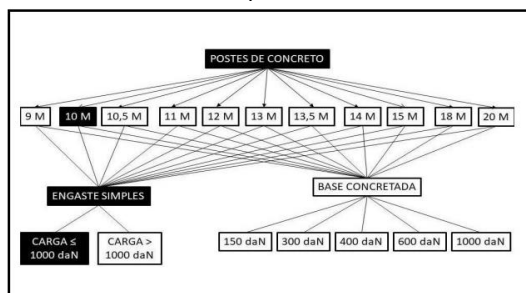 POSTES DE CONCRETO
9 M 10 M 10,5 M 11 M 12 M 13 M 13,5 M 14 M 15 M 18 M 20 M
ENGASTE SIMPLES BASE CONCRETADA
CARGA ≤ 1000 daN CARGA > 1000 daN 150 daN 300 daN 400 daN 600 daN 1000 daN